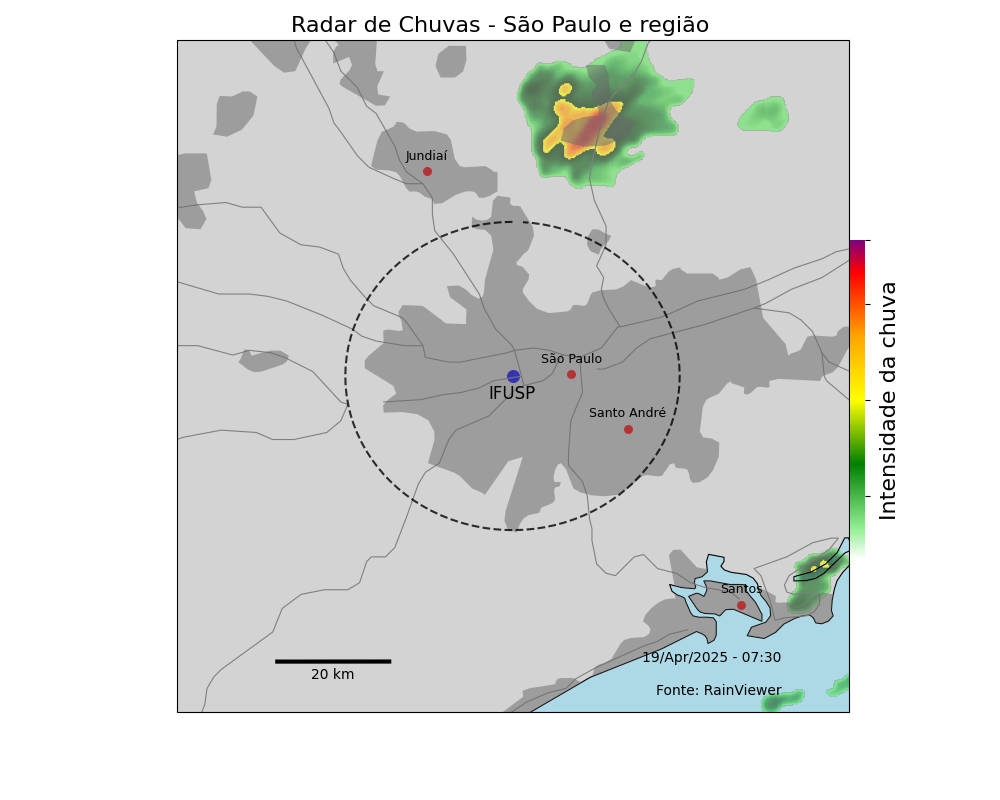 Radar de Chuvas - São Paulo e região
Jundiaí
São Paulo
IFUSP
Santo André
Intensidade da chuva
Santos
19/Apr/2025 - 07:30
20 km
Fonte: RainViewer